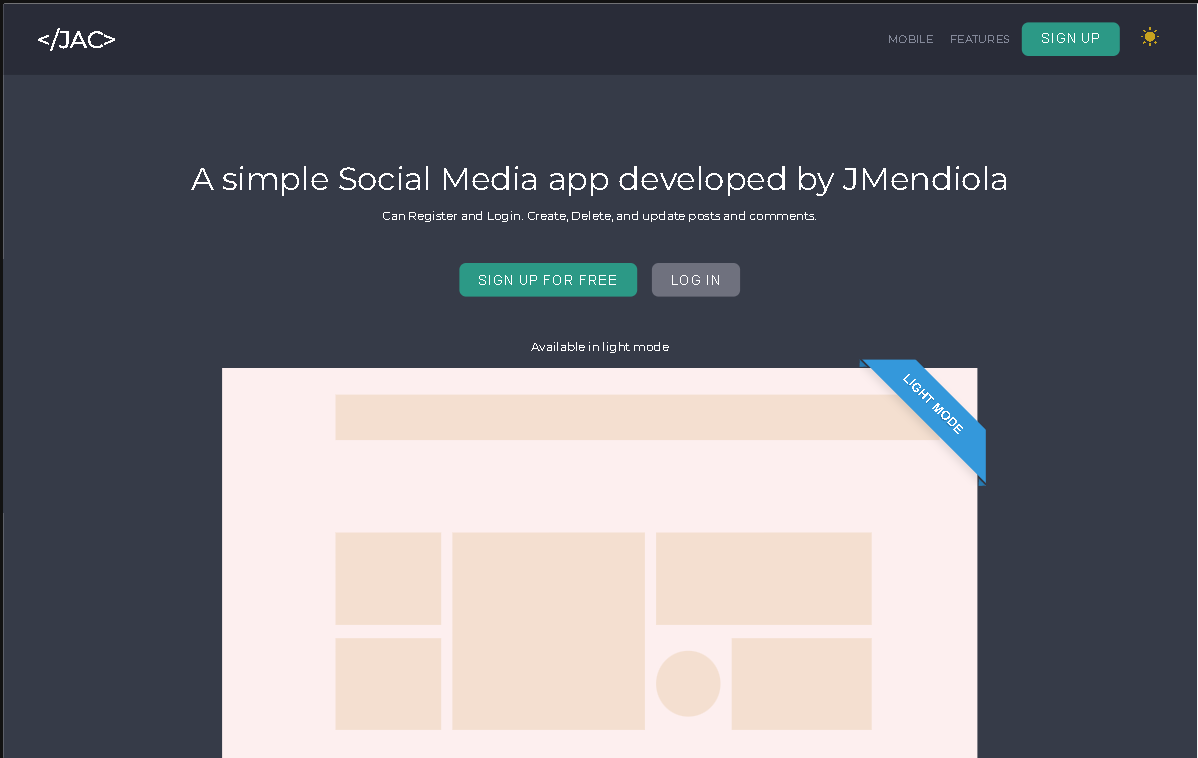 </JAC>
MOBILE FEATURES SIGN UP
A simple Social Media app developed by JMendiola
Can Register and Login. Create, Delete, and update posts and comments.
SIGN UP FOR FREE LOG IN
Available in light mode
LIGHT MODE